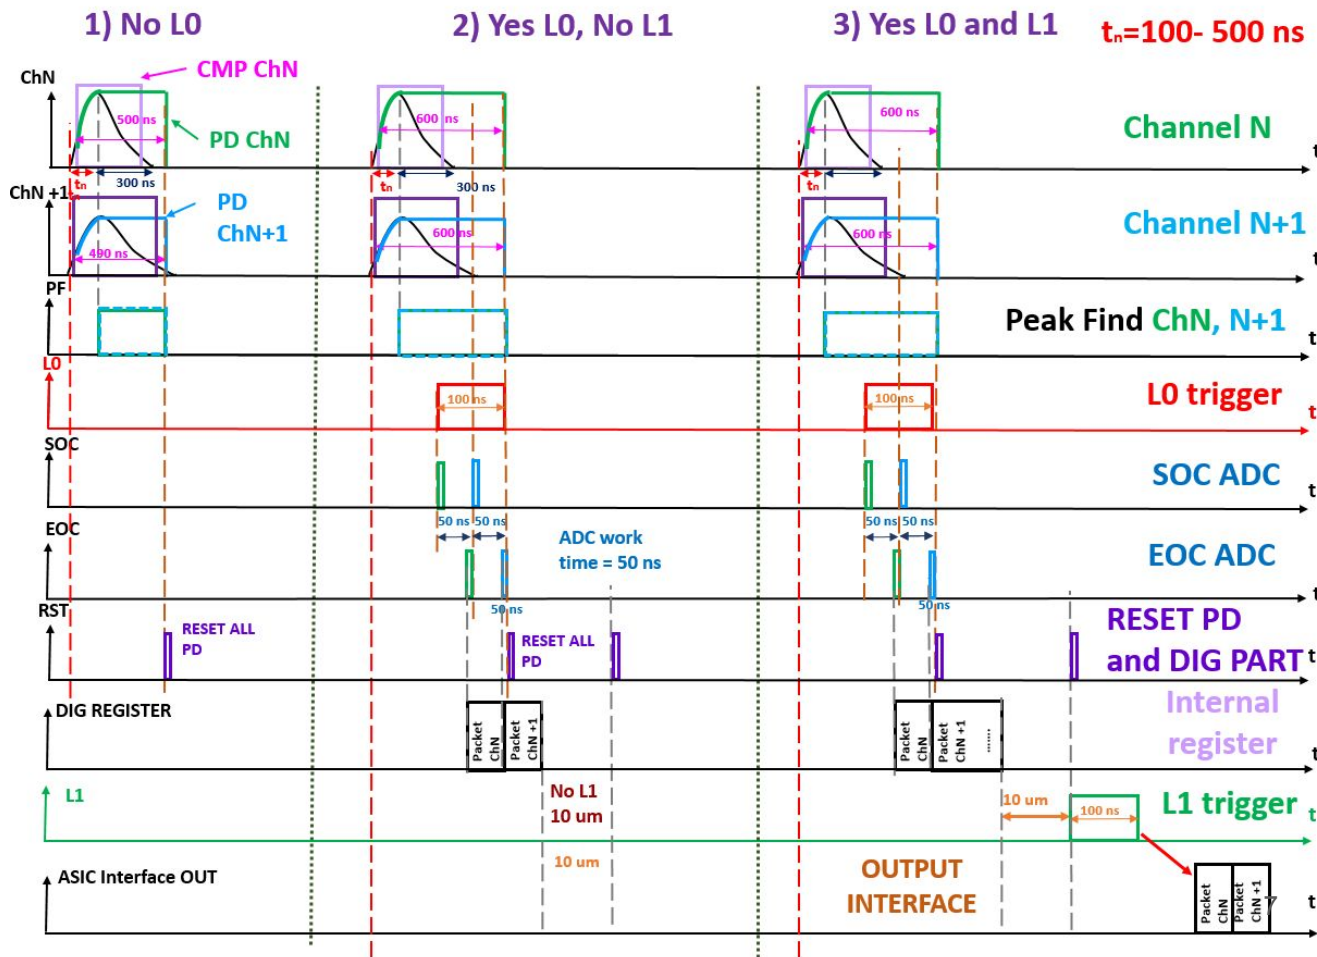 1) No L0
2) Yes L0, No L1
3) Yes L0 and L1
tₙ=100- 500 ns
ChN
CMP ChN
500 ns
PD ChN
tₙ
300 ns
600 ns
tₙ
300 ns
600 ns
tₙ
Channel N
t
ChN +1
PD
ChN+1
400 ns
600 ns
600 ns
Channel N+1
t
PF
Peak Find ChN, N+1
t
L0
100 ns
100 ns
L0 trigger
t
SOC
SOC ADC
t
50 ns
50 ns
50 ns
50 ns
EOC
ADC work
time = 50 ns
EOC ADC
t
50 ns
50 ns
RST
RESET ALL
PD
RESET ALL
PD
RESET PD
and DIG PART
t
DIG REGISTER
Packet
ChN
Packet
ChN +1
Packet
ChN
Packet
ChN +1
.......
Internal
register
t
L1
No L1
10 um
10 um
100 ns
L1 trigger
t
10 um
ASIC Interface OUT
OUTPUT
INTERFACE
Packet
ChN
Packet
ChN +1
7
t